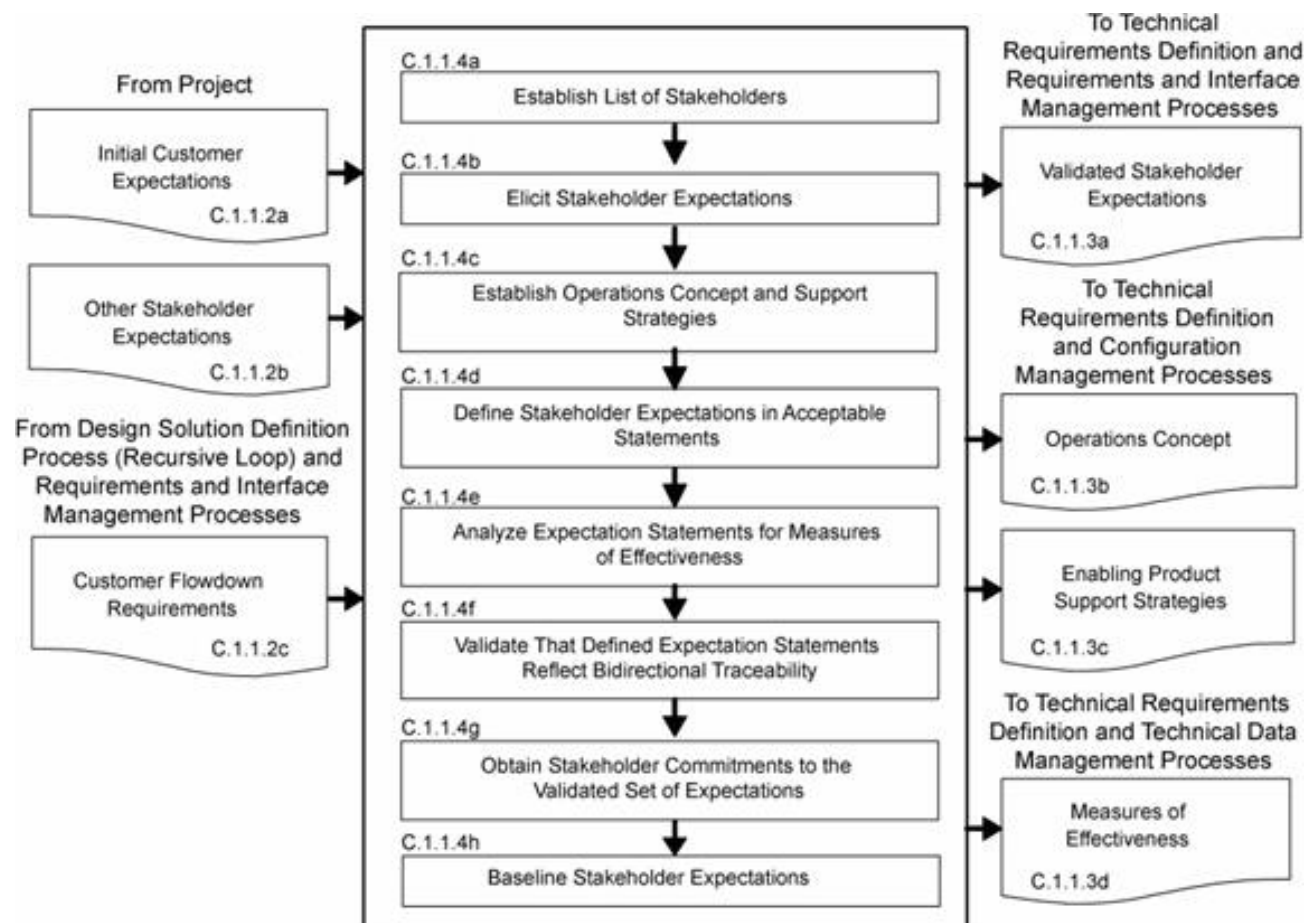 From Project
Initial Customer
Expectations
C.1.1.2a
Other Stakeholder
Expectations
C.1.1.2b
From Design Solution Definition
Process (Recursive Loop) and
Requirements and Interface
Management Processes
Customer Flowdown
Requirements
C.1.1.2c
C.1.1.4a
Establish List of Stakeholders
C.1.1.4b
Elicit Stakeholder Expectations
C.1.1.4c
Establish Operations Concept and Support
Strategies
C.1.1.4d
Define Stakeholder Expectations in Acceptable
Statements
C.1.1.4e
Analyze Expectation Statements for Measures
of Effectiveness
C.1.1.4f
Validate That Defined Expectation Statements
Reflect Bidirectional Traceability
C.1.1.4g
Obtain Stakeholder Commitments to the
Validated Set of Expectations
C.1.1.4h
Baseline Stakeholder Expectations
To Technical
Requirements Definition and
Requirements and Interface
Management Processes
Validated Stakeholder
Expectations
C.1.1.3a
To Technical
Requirements Definition
and Configuration
Management Processes
Operations Concept
C.1.1.3b
Enabling Product
Support Strategies
C.1.1.3c
To Technical Requirements
Definition and Technical Data
Management Processes
Measures of
Effectiveness
C.1.1.3d